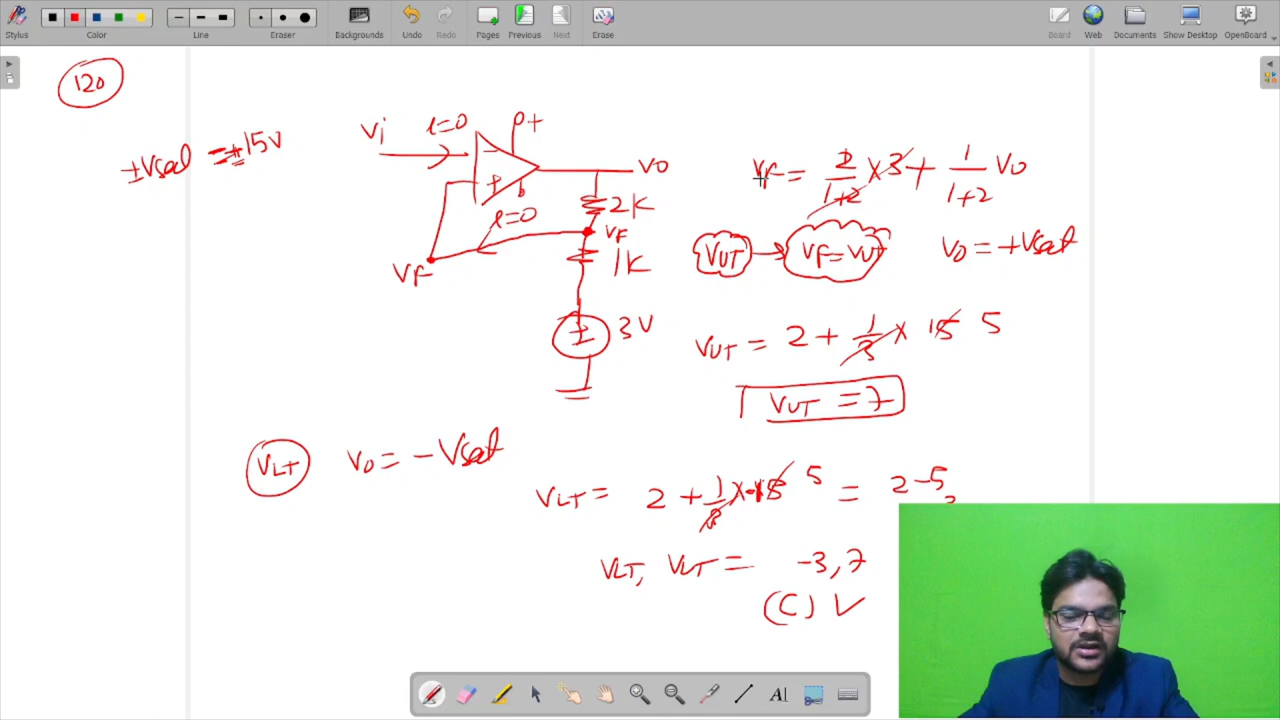 Stylus
Color
Line
Eraser
Backgrounds
Undo
Redo
Pages
Previous
Next
Erase
Board
Web
Documents
Show Desktop
OpenBoard
120
±Vsat = ±15V
Vi
I=0
−
+
VO
2K
I=0
VF
VF
1K
3V
VF = 2/1+2 × 3 + 1/1+2 VO
VUT → VF = VUT
VO = +Vsat
VUT = 2 + 1/3 × 15 5
VUT = 7
VLT VO = −Vsat
VLT = 2 + 1/3 × -15 5 = 2-5
VLT, VUT = -3, 7
(C) ✓